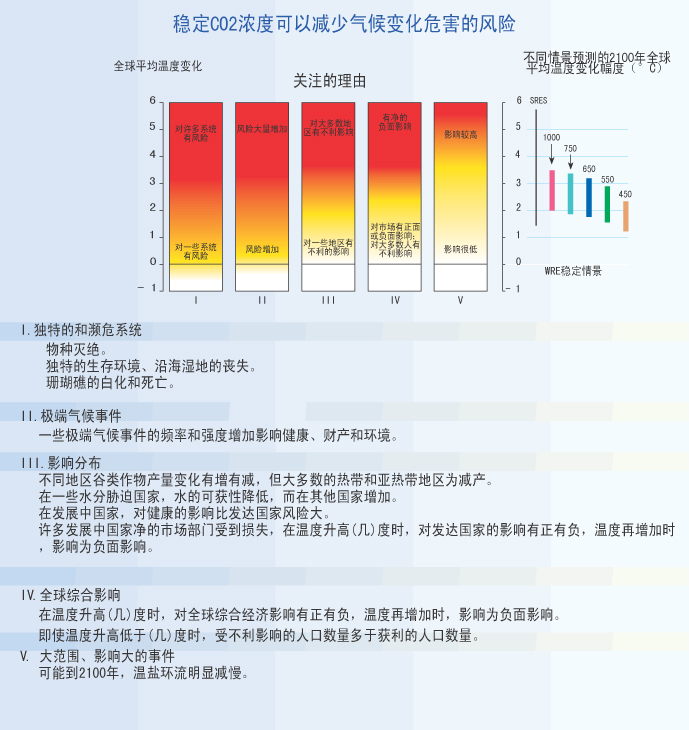 稳定CO2浓度可以减少气候变化危害的风险
全球平均温度变化
不同情景预测的2100年全球
平均温度变化幅度（°C）
关注的理由
6
5
4
3
2
1
0
- 1
对许多系统
有风险
对一些系统
有风险
I
风险大量增加
风险增加
II
对大多数地
区有不利影响
对一些地区有
不利的影响
III
有净的
负面影响
对市场有正面
或负面影响；
对大多数人有
不利影响
IV
影响较高
影响很低
V
6
5
4
3
2
1
0
- 1
SRES
1000
750
650
550
450
WRE稳定情景
I.独特的和濒危系统
物种灭绝。
独特的生存环境、沿海湿地的丧失。
珊瑚礁的白化和死亡。
II.极端气候事件
一些极端气候事件的频率和强度增加影响健康、财产和环境。
III.影响分布
不同地区谷类作物产量变化有增有减，但大多数的热带和亚热带地区为减产。
在一些水分胁迫国家，水的可获性降低，而在其他国家增加。
在发展中国家，对健康的影响比发达国家风险大。
许多发展中国家净的市场部门受到损失，在温度升高(几)度时，对发达国家的影响有正有负，温度再增加时
，影响为负面影响。
IV.全球综合影响
在温度升高(几)度时，对全球综合经济影响有正有负，温度再增加时，影响为负面影响。
即使温度升高低于(几)度时，受不利影响的人口数量多于获利的人口数量。
V. 大范围、影响大的事件
可能到2100年，温盐环流明显减慢。